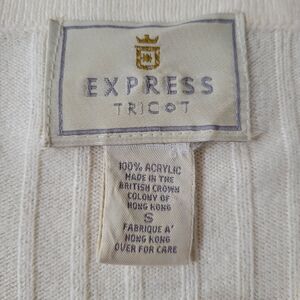 EXPRESS
TRICOT
100% ACRYLIC
MADE IN THE
BRITISH CROWN
COLONY OF
HONG KONG
S
FABRIQUE A'
HONG KONG
OVER FOR CARE